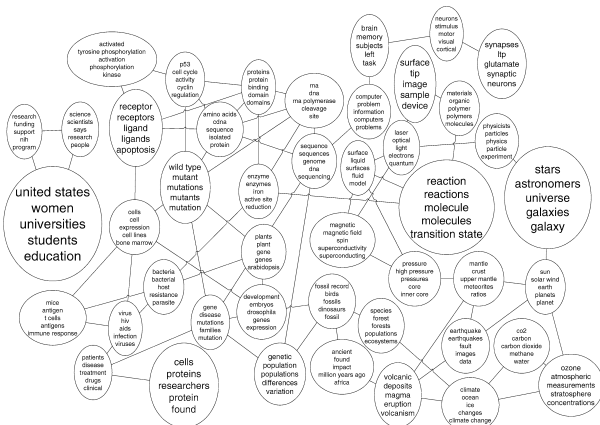 activated
tyrosine phosphorylation
activation
phosphorylation
kinase
p53
cell cycle
activity
cyclin
regulation
proteins
protein
binding
domain
domains
rna
dna
rna polymerase
cleavage
site
brain
memory
subjects
left
task
neurons
stimulus
motor
visual
cortical
synapses
ltp
glutamate
synaptic
neurons
surface
tip
image
sample
device
materials
organic
polymer
polymers
molecules
computer
problem
information
computers
problems
research
funding
support
nih
program
science
scientists
says
research
people
receptor
receptors
ligand
ligands
apoptosis
amino acids
cdna
sequence
isolated
protein
laser
optical
light
electrons
quantum
physicists
particles
physics
particle
experiment
sequence
sequences
genome
dna
sequencing
surface
liquid
surfaces
fluid
model
wild type
mutant
mutations
mutants
mutation
enzyme
enzymes
iron
active site
reduction
reaction
reactions
molecule
molecules
transition state
stars
astronomers
universe
galaxies
galaxy
united states
women
universities
students
education
cells
cell
expression
cell lines
bone marrow
magnetic
magnetic field
spin
superconductivity
superconducting
plants
plant
gene
genes
arabidopsis
pressure
high pressure
pressures
core
inner core
mantle
crust
upper mantle
meteorites
ratios
sun
solar wind
earth
planets
planet
bacteria
bacterial
host
resistance
parasite
mice
antigen
t cells
antigens
immune response
virus
hiv
aids
infection
viruses
gene
disease
mutations
families
mutation
development
embryos
drosophila
genes
expression
fossil record
birds
fossils
dinosaurs
fossil
species
forest
forests
populations
ecosystems
earthquake
earthquakes
fault
images
data
co2
carbon
carbon dioxide
methane
water
patients
disease
treatment
drugs
clinical
cells
proteins
researchers
protein
found
genetic
population
populations
differences
variation
ancient
found
impact
million years ago
africa
volcanic
deposits
magma
eruption
volcanism
climate
ocean
ice
changes
climate change
ozone
atmospheric
measurements
stratosphere
concentrations